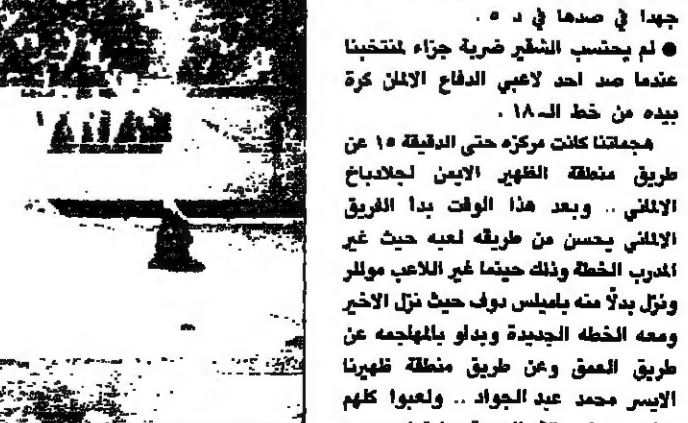 جهدا في صدها في د ٥ .
● لم يحتسب الشقير ضربة جزاء لمنتخبنا
عندما صد احد لاعبي الدفاع الالمان كرة
بيده من خط الـ ١٨ .
هجماتنا كانت مركزه حتى الدقيقة ١٥ عن
طريق منطقة الظهير الايمن لجلادباخ
الالماني .. وبعد هذا الوقت بدأ الفريق
الالماني يحسن من طريقه لعبه حيث غير
المدرب الخطة وذلك حينما غير اللاعب موللر
ونزل بدلاً منه بلميلس دوف حيث نزل الاخير
ومعه الخطه الجديدة وبدلو بالمهاجمه عن
طريق العمق وعن طريق منطقة ظهيرنا
الايسر محمد عبد الجواد .. ولعبوا كلهم